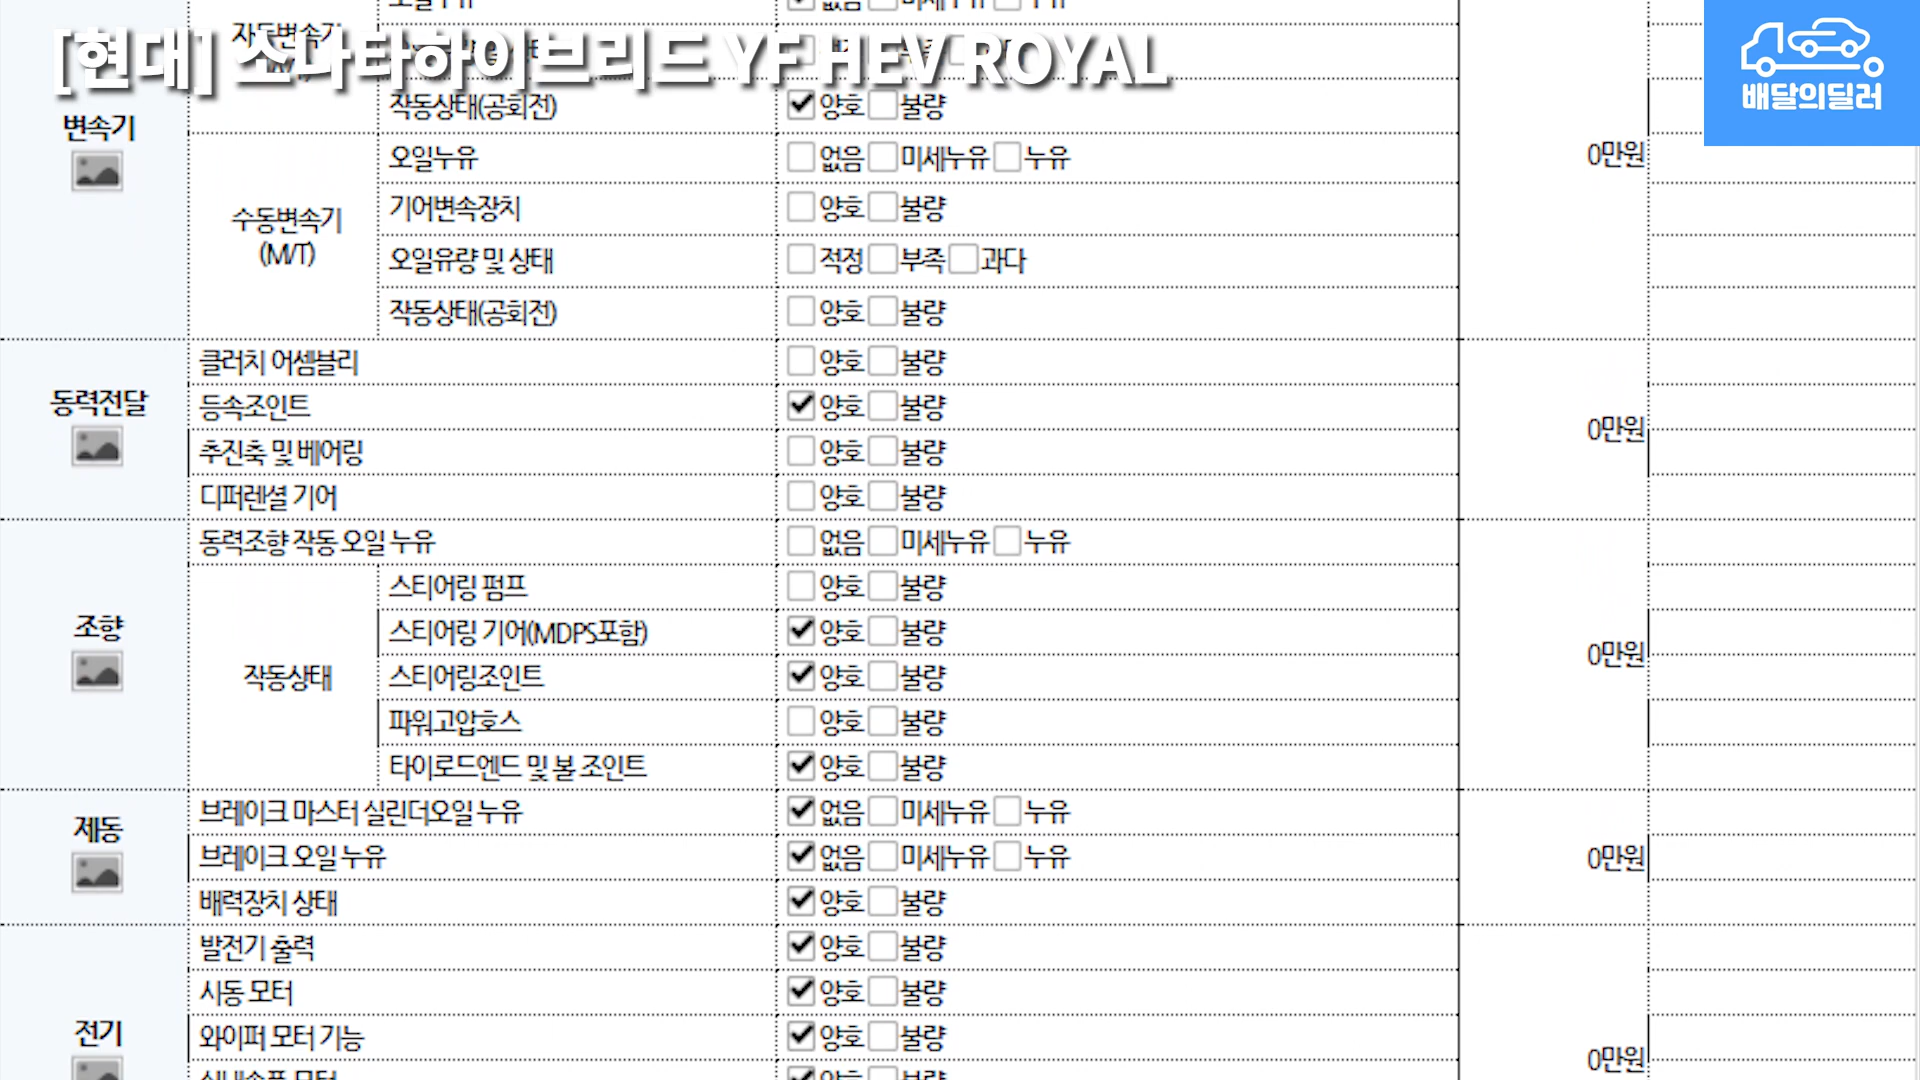 [현대] 소나타하이브리드 YF HEV ROYAL
배달의딜러
변속기
작동상태(공회전) 양호 불량
0만원
수동변속기
(M/T)
오일누유 없음 미세누유 누유
기어변속장치 양호 불량
오일유량 및 상태 적정 부족 과다
작동상태(공회전) 양호 불량
동력전달
클러치 어셈블리 양호 불량
등속조인트 양호 불량
추진축 및 베어링 양호 불량
디퍼렌셜 기어 양호 불량
0만원
조향
동력조향 작동 오일 누유 없음 미세누유 누유
작동상태
스티어링 펌프 양호 불량
스티어링 기어(MDPS포함) 양호 불량
스티어링조인트 양호 불량
파워고압호스 양호 불량
타이로드엔드 및 볼 조인트 양호 불량
0만원
제동
브레이크 마스터 실린더오일 누유 없음 미세누유 누유
브레이크 오일 누유 없음 미세누유 누유
배력장치 상태 양호 불량
0만원
전기
발전기 출력 양호 불량
시동 모터 양호 불량
와이퍼 모터 기능 양호 불량
0만원